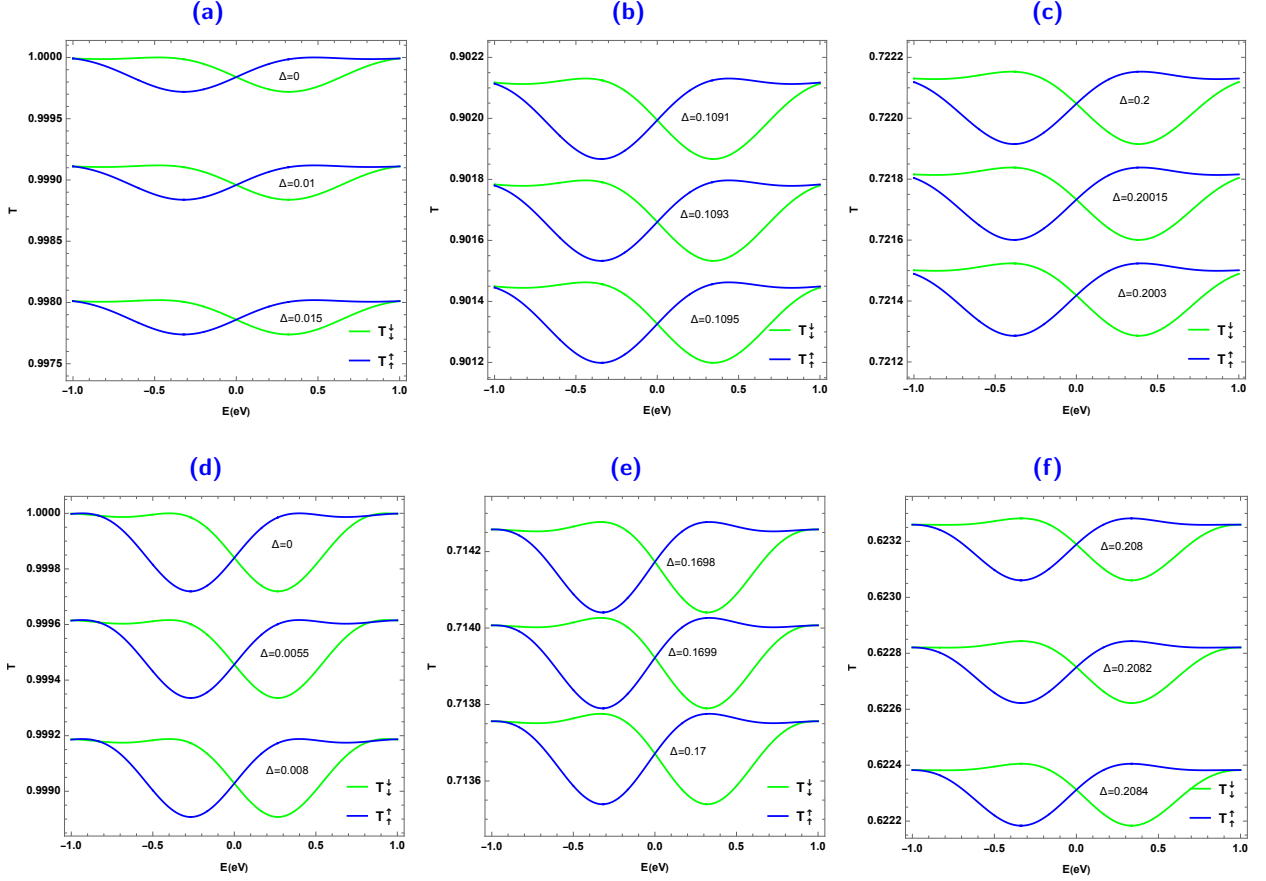 (a)
1.0000
0.9995
0.9990
0.9985
0.9980
0.9975
T
Δ=0
Δ=0.01
Δ=0.015
T↓↓
T↑↑
−1.0 −0.5 0.0 0.5 1.0
E(eV)
(b)
0.9022
0.9020
0.9018
0.9016
0.9014
0.9012
T
Δ=0.1091
Δ=0.1093
Δ=0.1095
T↓↓
T↑↑
−1.0 −0.5 0.0 0.5 1.0
E(eV)
(c)
0.7222
0.7220
0.7218
0.7216
0.7214
0.7212
T
Δ=0.2
Δ=0.20015
Δ=0.2003
T↓↓
T↑↑
−1.0 −0.5 0.0 0.5 1.0
E(eV)
(d)
1.0000
0.9998
0.9996
0.9994
0.9992
0.9990
T
Δ=0
Δ=0.0055
Δ=0.008
T↓↓
T↑↑
−1.0 −0.5 0.0 0.5 1.0
E(eV)
(e)
0.7142
0.7140
0.7138
0.7136
T
Δ=0.1698
Δ=0.1699
Δ=0.17
T↓↓
T↑↑
−1.0 −0.5 0.0 0.5 1.0
E(eV)
(f)
0.6232
0.6230
0.6228
0.6226
0.6224
0.6222
T
Δ=0.208
Δ=0.2082
Δ=0.2084
T↓↓
T↑↑
−1.0 −0.5 0.0 0.5 1.0
E(eV)